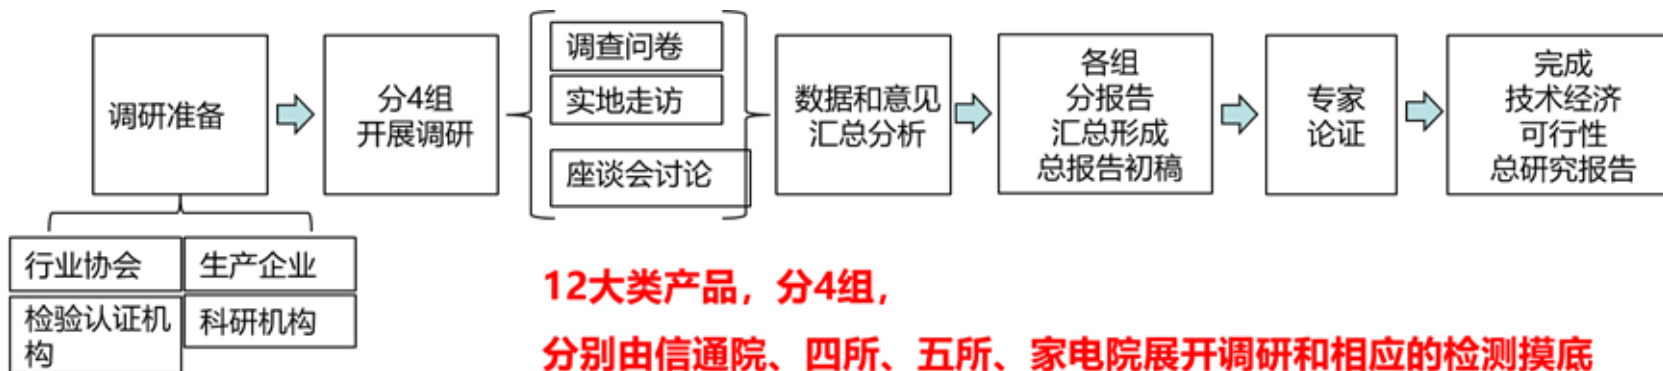 调研准备
行业协会
生产企业
检验认证机
构
科研机构
分4组
开展调研
调查问卷
实地走访
座谈会讨论
数据和意见
汇总分析
各组
分报告
汇总形成
总报告初稿
专家
论证
完成
技术经济
可行性
总研究报告
12大类产品，分4组，
分别由信通院、四所、五所、家电院展开调研和相应的检测摸底